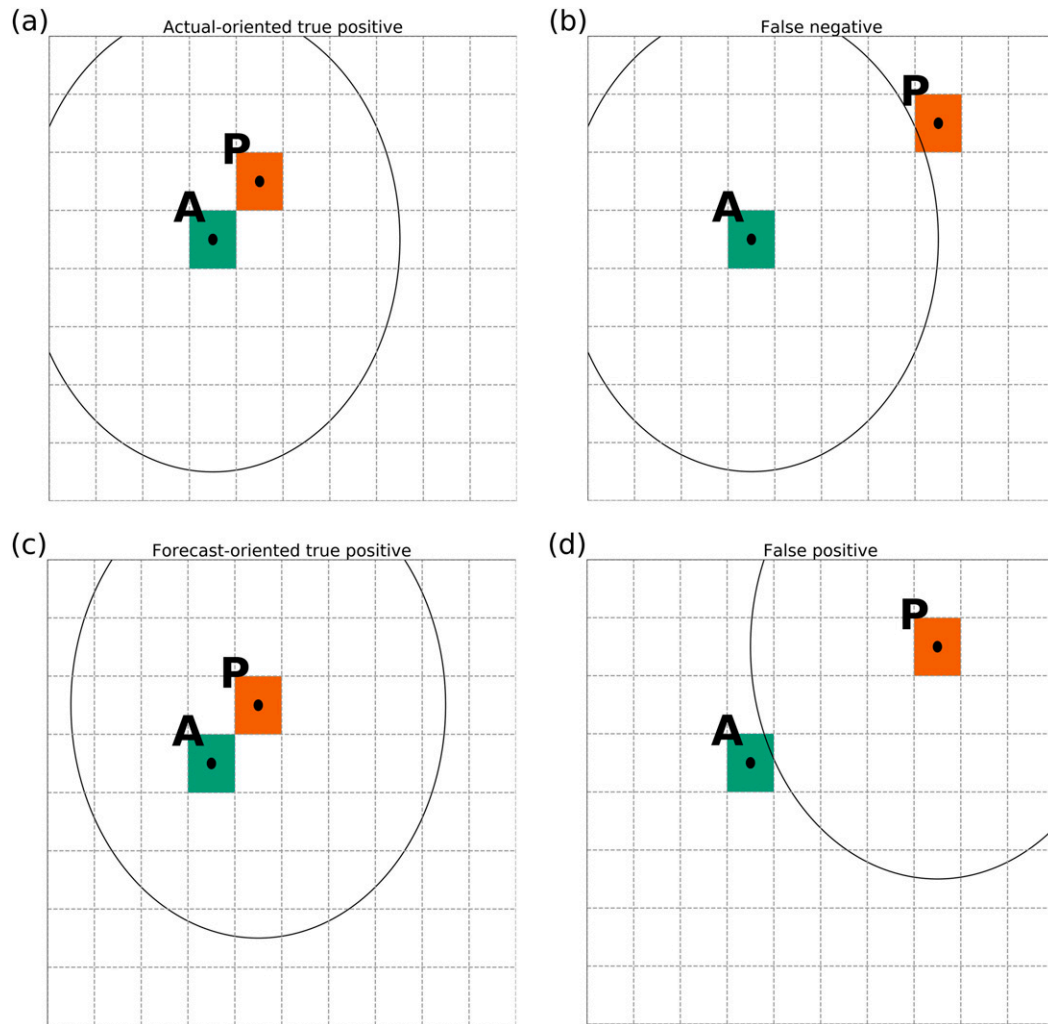 (a)
Actual-oriented true positive
P
A
(b)
False negative
P
A
(c)
Forecast-oriented true positive
P
A
(d)
False positive
P
A